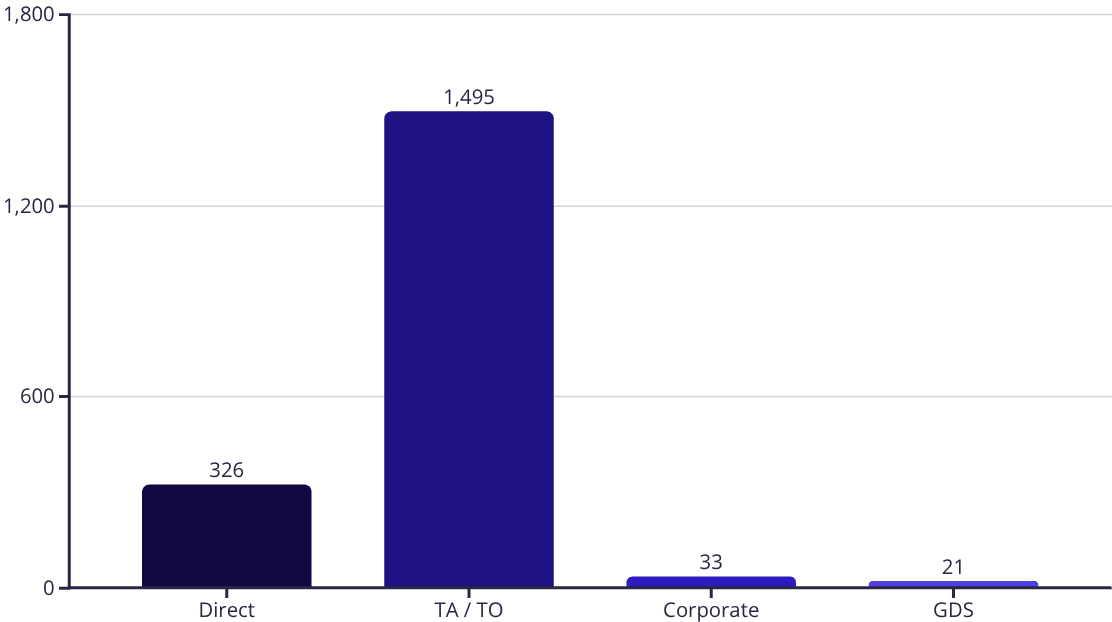 1,800
1,495
1,200
600
326
33
21
0
Direct
TA / TO
Corporate
GDS